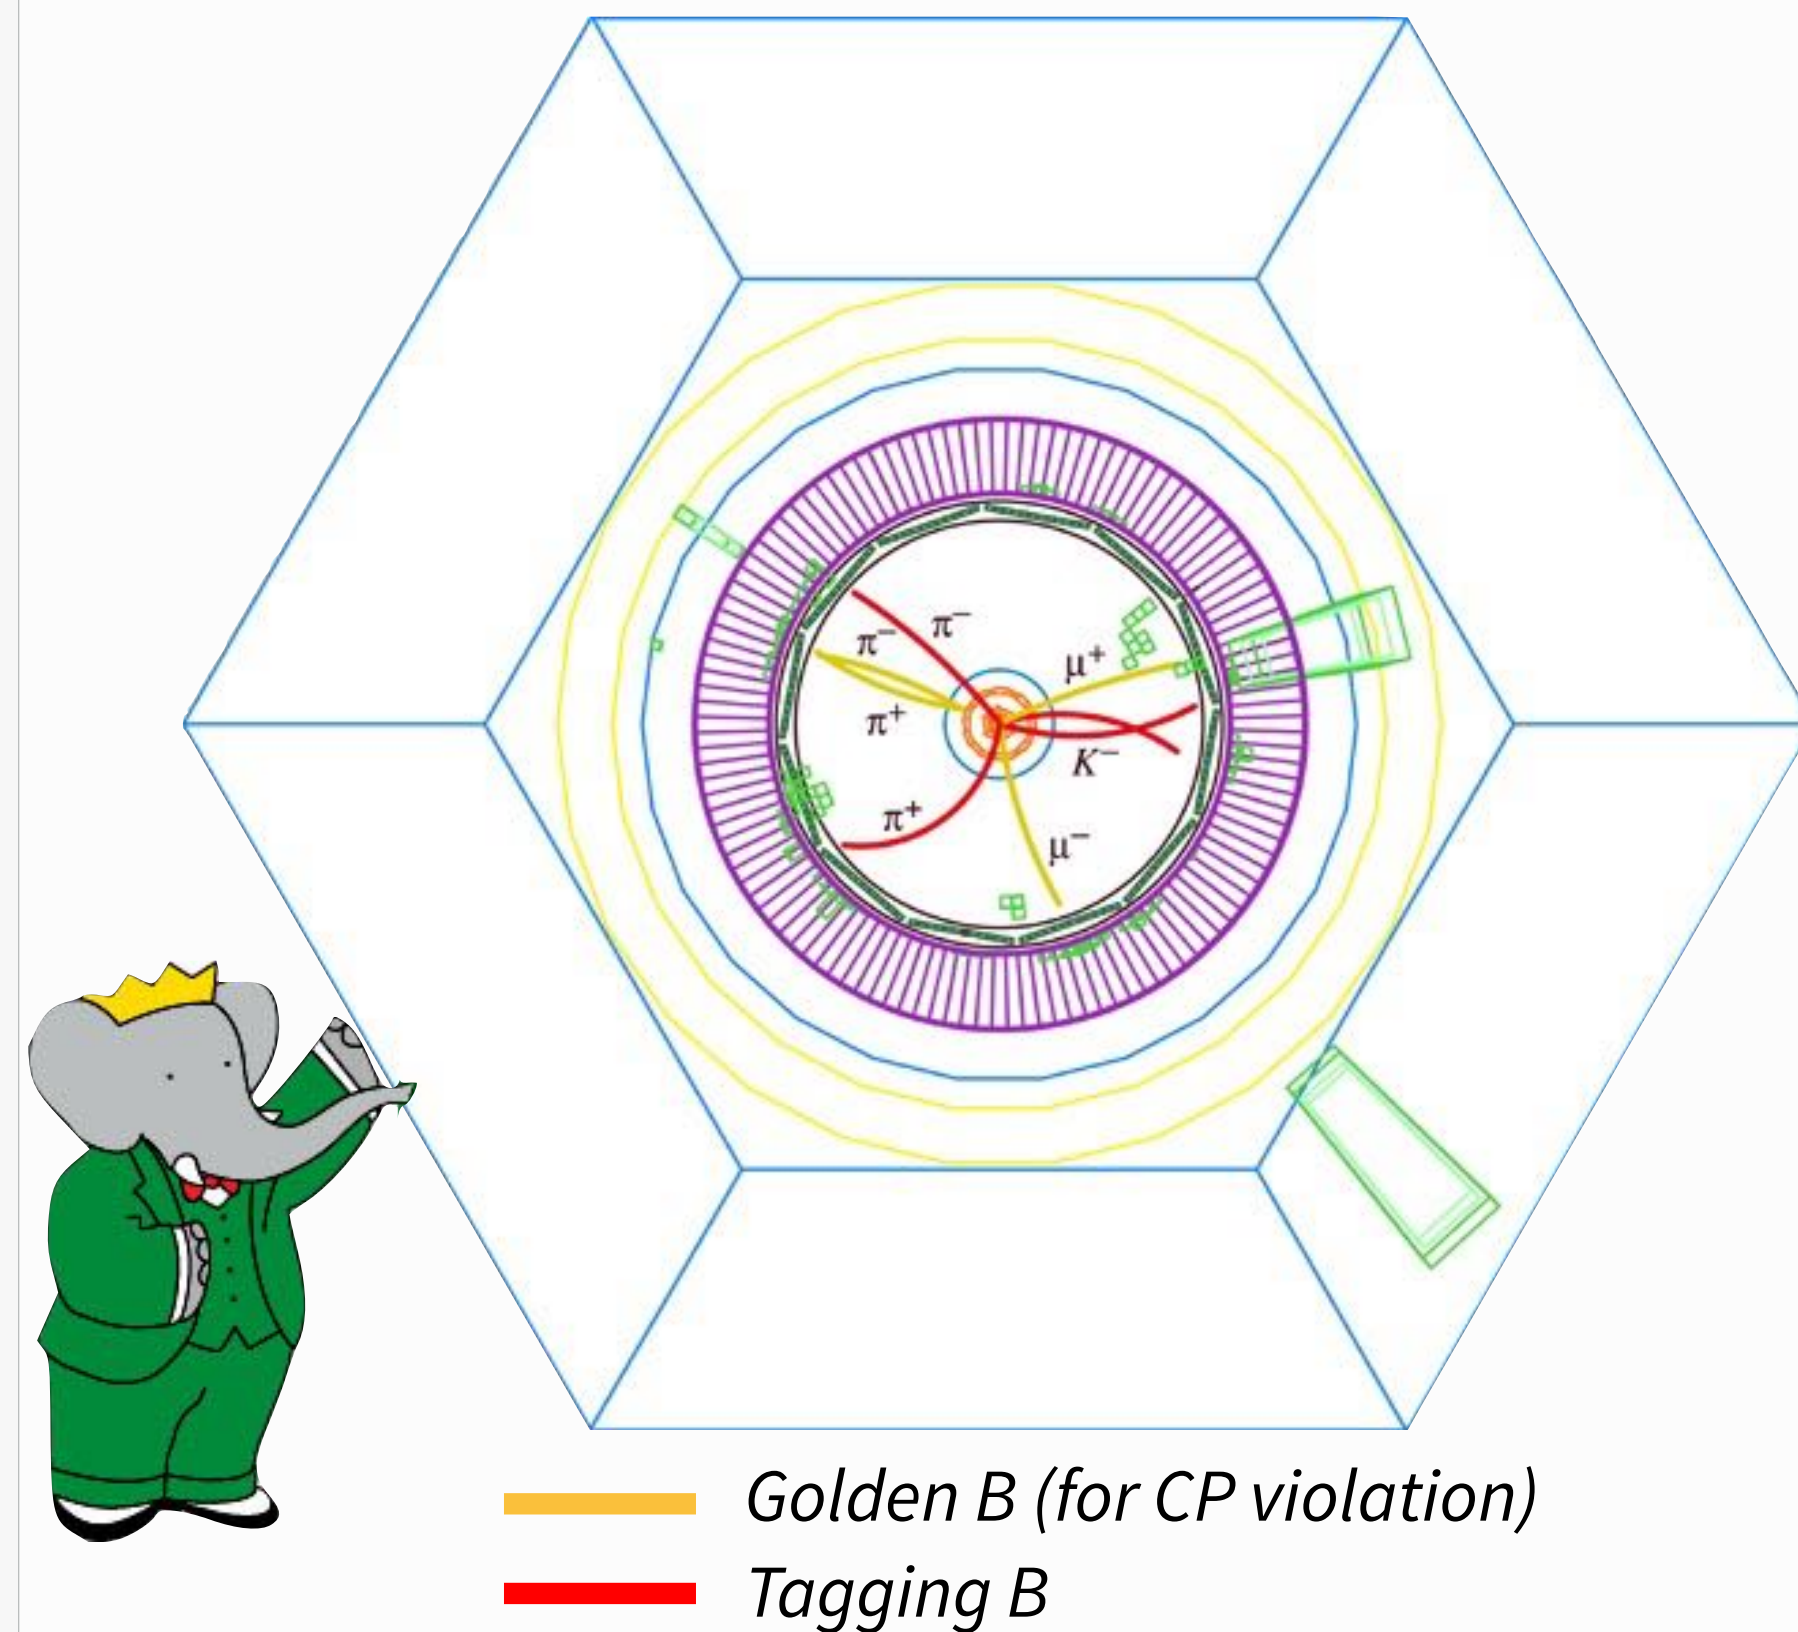 π⁻
π⁻
μ⁺
π⁺
K⁻
π⁺
μ⁻
Golden B (for CP violation)
Tagging B